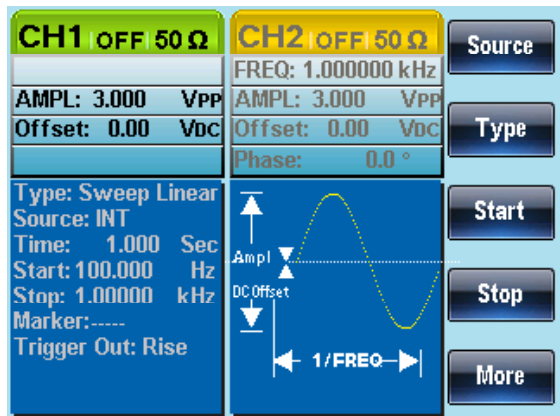 CH1 OFF 50 Ω
AMPL: 3.000 VPP
Offset: 0.00 VDC
Type: Sweep Linear
Source: INT
Time: 1.000 Sec
Start: 100.000 Hz
Stop: 1.00000 kHz
Marker:-----
Trigger Out: Rise
CH2 OFF 50 Ω
FREQ: 1.000000 kHz
AMPL: 3.000 VPP
Offset: 0.00 VDC
Phase: 0.0 °
Ampl
DC Offset
1/FREQ
Source
Type
Start
Stop
More